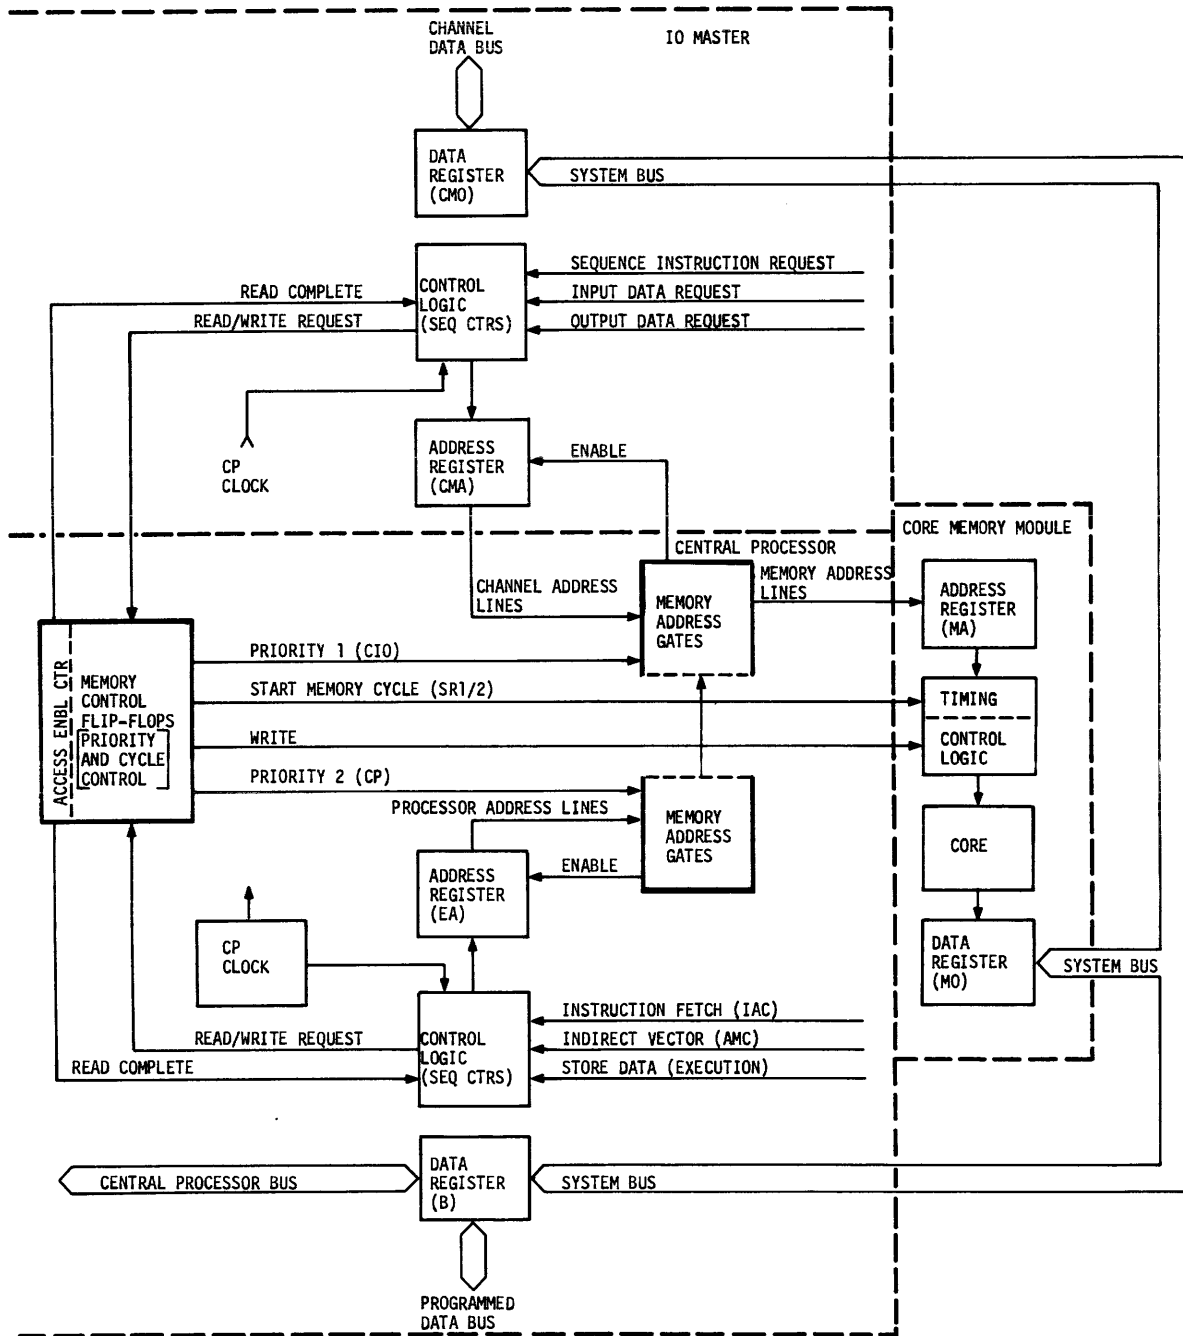 CHANNEL
DATA BUS
IO MASTER
DATA
REGISTER
(CMO)
SYSTEM BUS
CONTROL
LOGIC
(SEQ CTRS)
SEQUENCE INSTRUCTION REQUEST
INPUT DATA REQUEST
OUTPUT DATA REQUEST
READ COMPLETE
READ/WRITE REQUEST
CP
CLOCK
ADDRESS
REGISTER
(CMA)
ENABLE
CENTRAL PROCESSOR
CORE MEMORY MODULE
CHANNEL ADDRESS
LINES
MEMORY
ADDRESS
GATES
MEMORY ADDRESS
LINES
ADDRESS
REGISTER
(MA)
ACCESS ENBL CTR
MEMORY
CONTROL
FLIP-FLOPS
PRIORITY
AND CYCLE
CONTROL
PRIORITY 1 (CIO)
START MEMORY CYCLE (SR1/2)
WRITE
PRIORITY 2 (CP)
TIMING
CONTROL
LOGIC
PROCESSOR ADDRESS LINES
MEMORY
ADDRESS
GATES
CORE
ADDRESS
REGISTER
(EA)
ENABLE
CP
CLOCK
DATA
REGISTER
(MO)
SYSTEM BUS
CONTROL
LOGIC
(SEQ CTRS)
INSTRUCTION FETCH (IAC)
INDIRECT VECTOR (AMC)
STORE DATA (EXECUTION)
READ/WRITE REQUEST
READ COMPLETE
CENTRAL PROCESSOR BUS
DATA
REGISTER
(B)
SYSTEM BUS
PROGRAMMED
DATA BUS